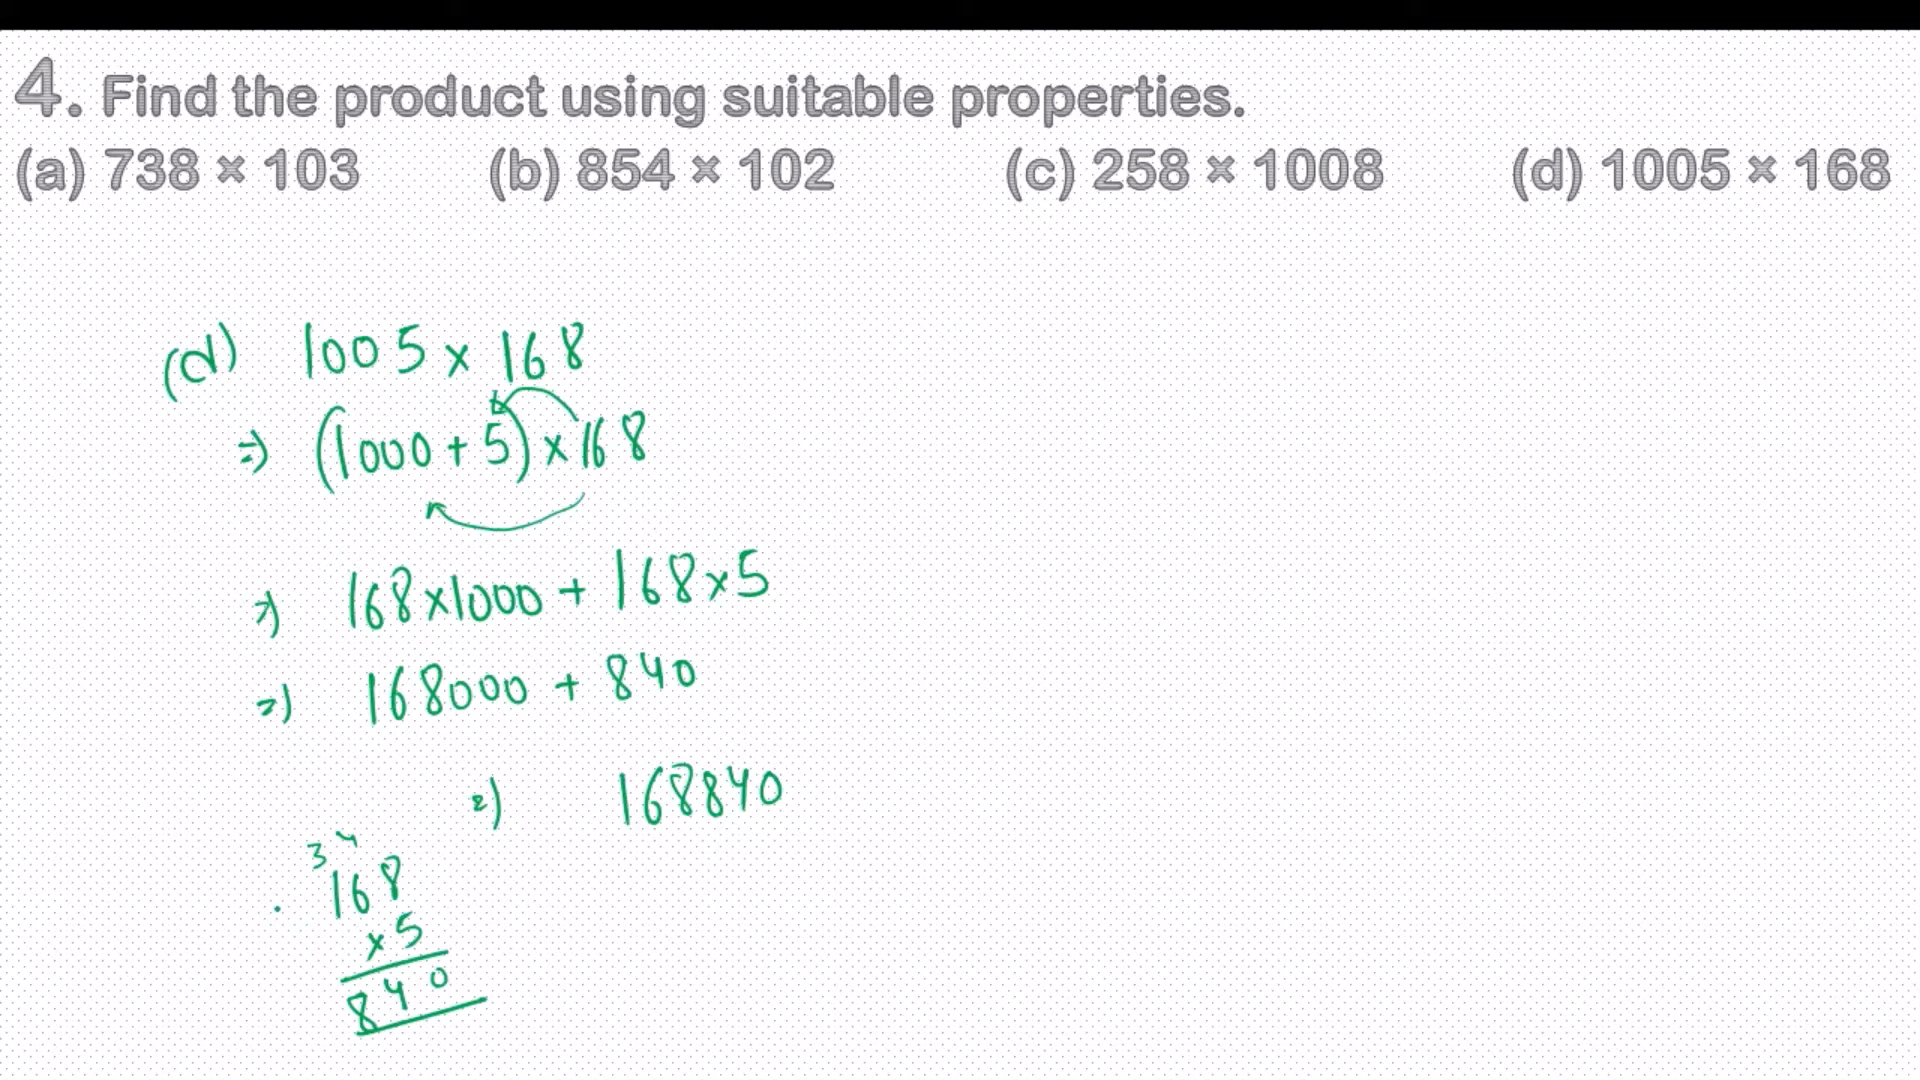 4. Find the product using suitable properties.
(a) 738 × 103 (b) 854 × 102 (c) 258 × 1008 (d) 1005 × 168
(d) 1005 × 168
⇒ (1000 + 5) × 168
⇒ 168×1000 + 168×5
⇒ 168000 + 840
⇒ 168840
3 4
168
×5
840